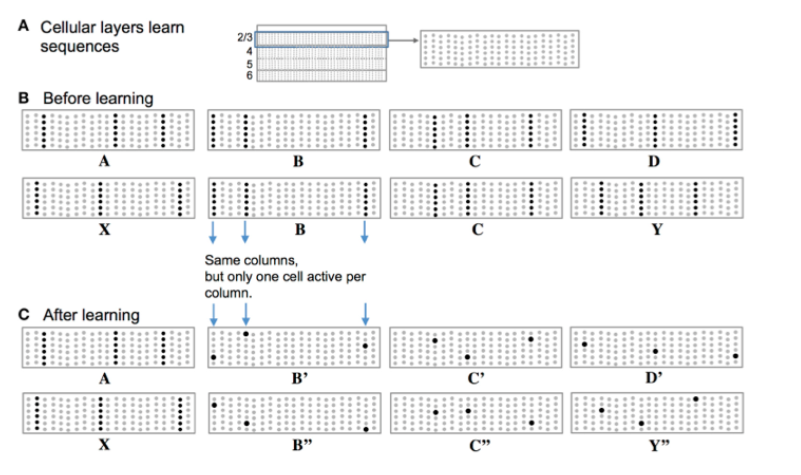 A Cellular layers learn
sequences
2/3
4
5
6
B Before learning
A B C D
X B C Y
Same columns,
but only one cell active per
column.
C After learning
A B’ C’ D’
X B” C” Y”